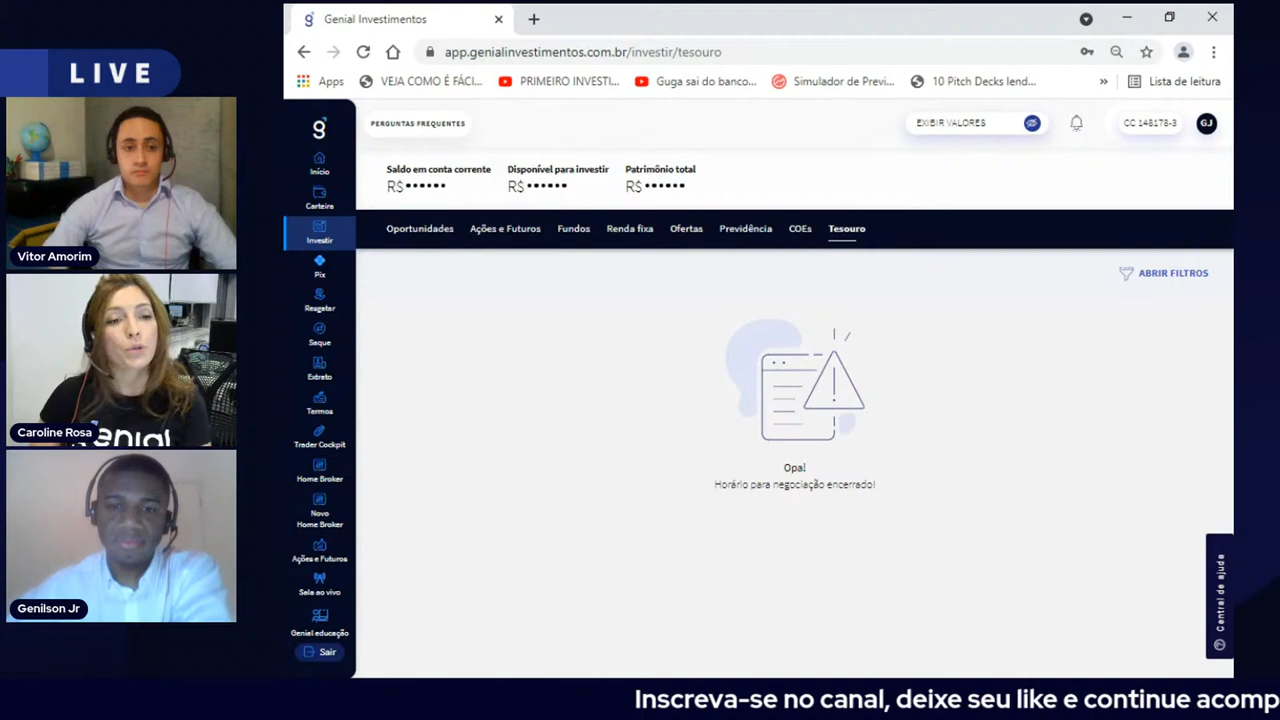 LIVE
Vitor Amorim
Caroline Rosa
enial
Genilson Jr
Genial Investimentos
app.genialinvestimentos.com.br/investir/tesouro
Apps
VEJA COMO É FÁCI...
PRIMEIRO INVESTI...
Guga sai do banco...
Simulador de Previ...
10 Pitch Decks lend...
»
Lista de leitura
g
PERGUNTAS FREQUENTES
EXIBIR VALORES
CC 148178-3
GJ
Saldo em conta corrente
R$••••••
Disponível para investir
R$••••••
Patrimônio total
R$••••••
Oportunidades
Ações e Futuros
Fundos
Renda fixa
Ofertas
Previdência
COEs
Tesouro
Início
Carteira
Investir
Pix
Resgatar
Saque
Extrato
Termos
Trader Cockpit
Home Broker
Novo
Home Broker
Ações e Futuros
Sala ao vivo
Genial educação
Sair
ABRIR FILTROS
Opa!
Horário para negociação encerrado!
Central de ajuda
Inscreva-se no canal, deixe seu like e continue acomp